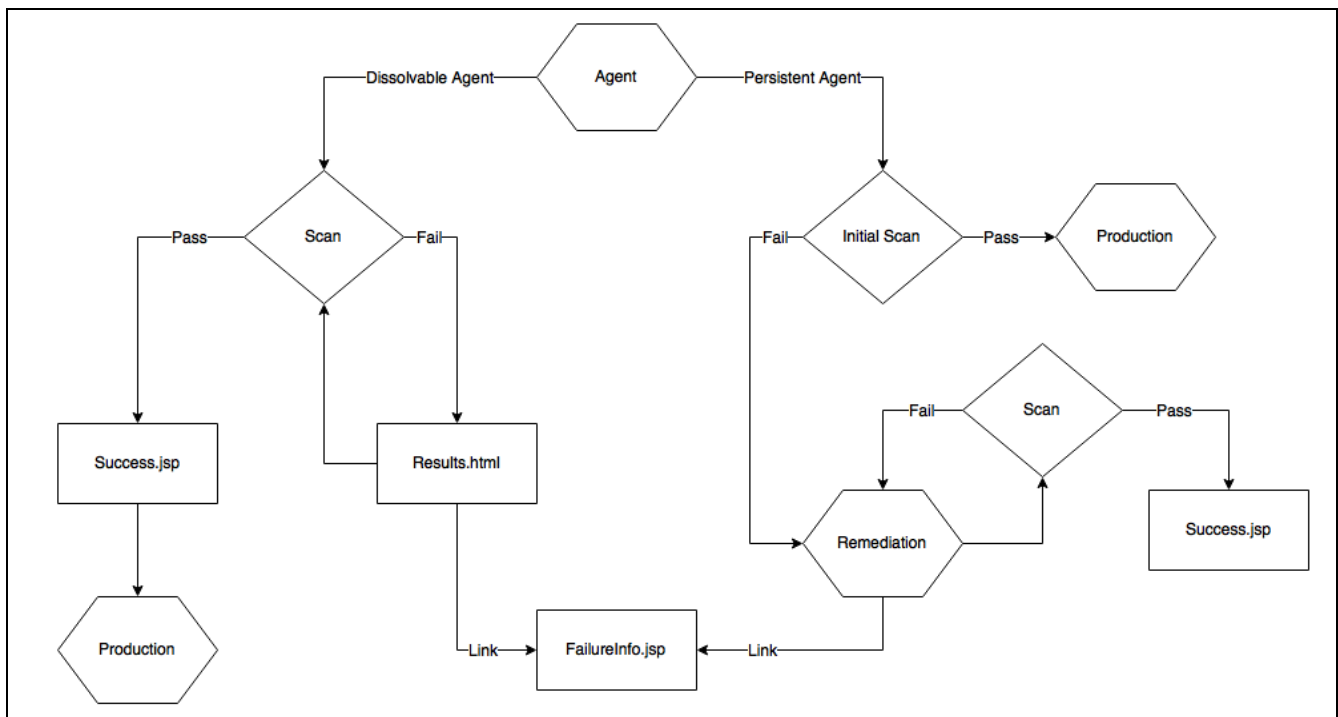 Agent
Dissolvable Agent
Persistent Agent
Pass
Scan
Fail
Fail
Initial Scan
Pass
Production
Fail
Scan
Pass
Success.jsp
Results.html
Success.jsp
Remediation
Production
Link
FailureInfo.jsp
Link